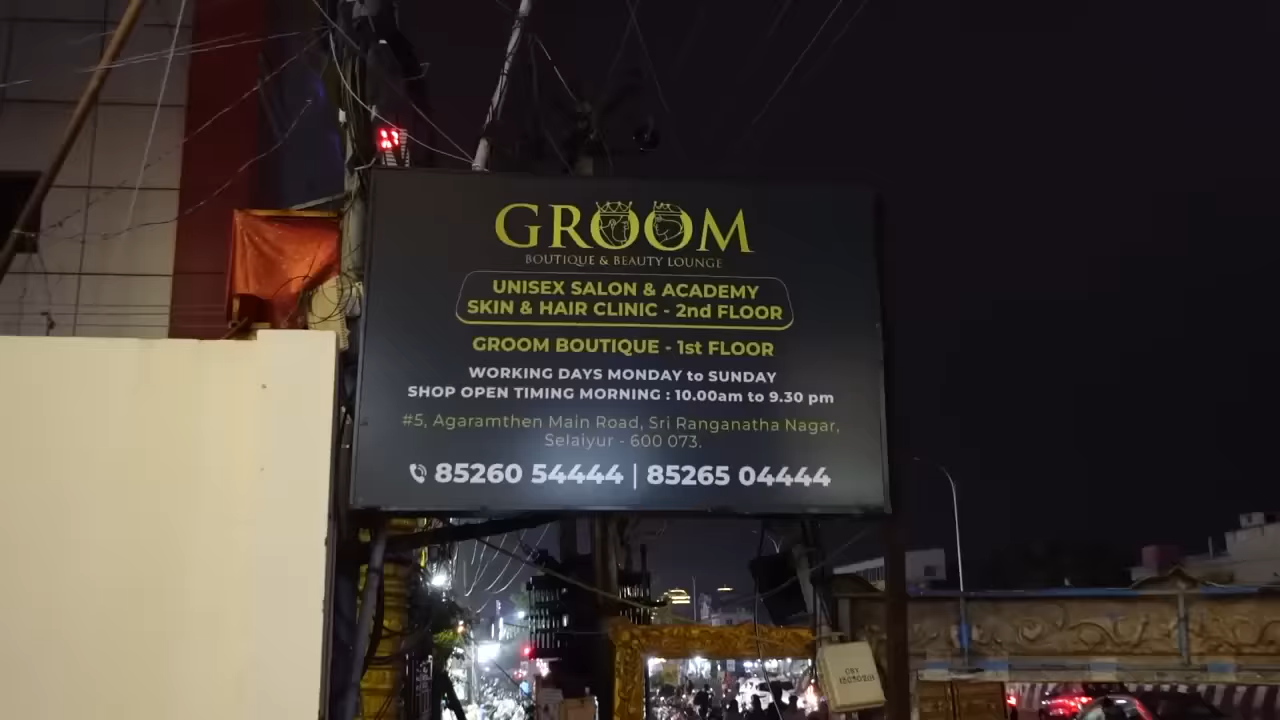 GROOM
BOUTIQUE & BEAUTY LOUNGE
UNISEX SALON & ACADEMY
SKIN & HAIR CLINIC - 2nd FLOOR
GROOM BOUTIQUE - 1st FLOOR
WORKING DAYS MONDAY to SUNDAY
SHOP OPEN TIMING MORNING : 10.00am to 9.30 pm
#5, Agaramthen Main Road, Sri Ranganatha Nagar,
Selaiyur - 600 073.
85260 54444 | 85265 04444